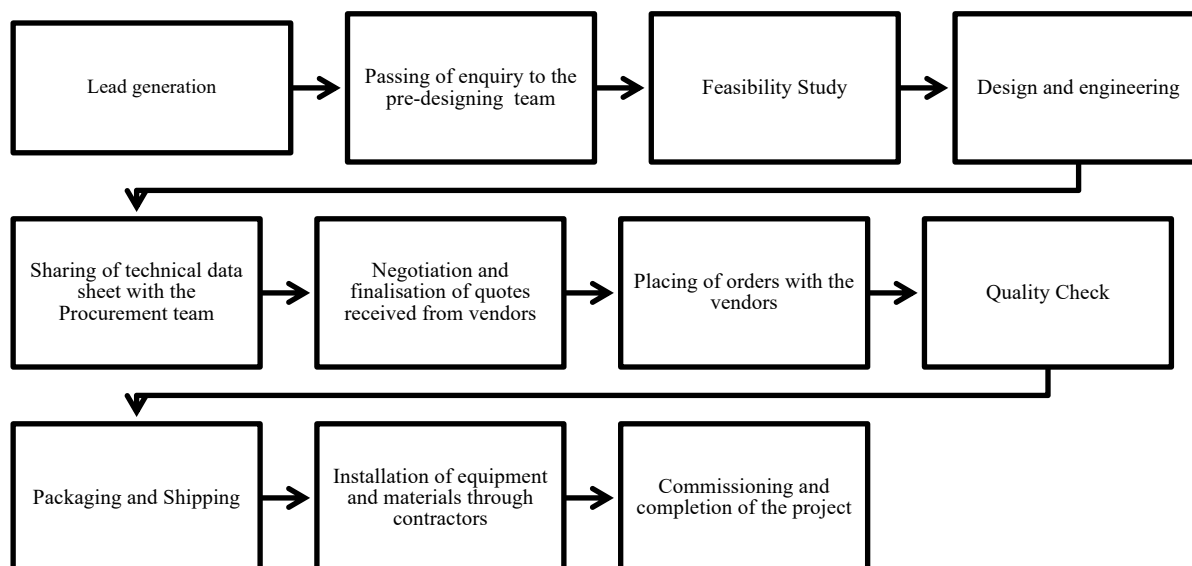 Lead generation
Passing of enquiry to the
pre-designing team
Feasibility Study
Design and engineering
Sharing of technical data
sheet with the
Procurement team
Negotiation and
finalisation of quotes
received from vendors
Placing of orders with the
vendors
Quality Check
Packaging and Shipping
Installation of equipment
and materials through
contractors
Commissioning and
completion of the project